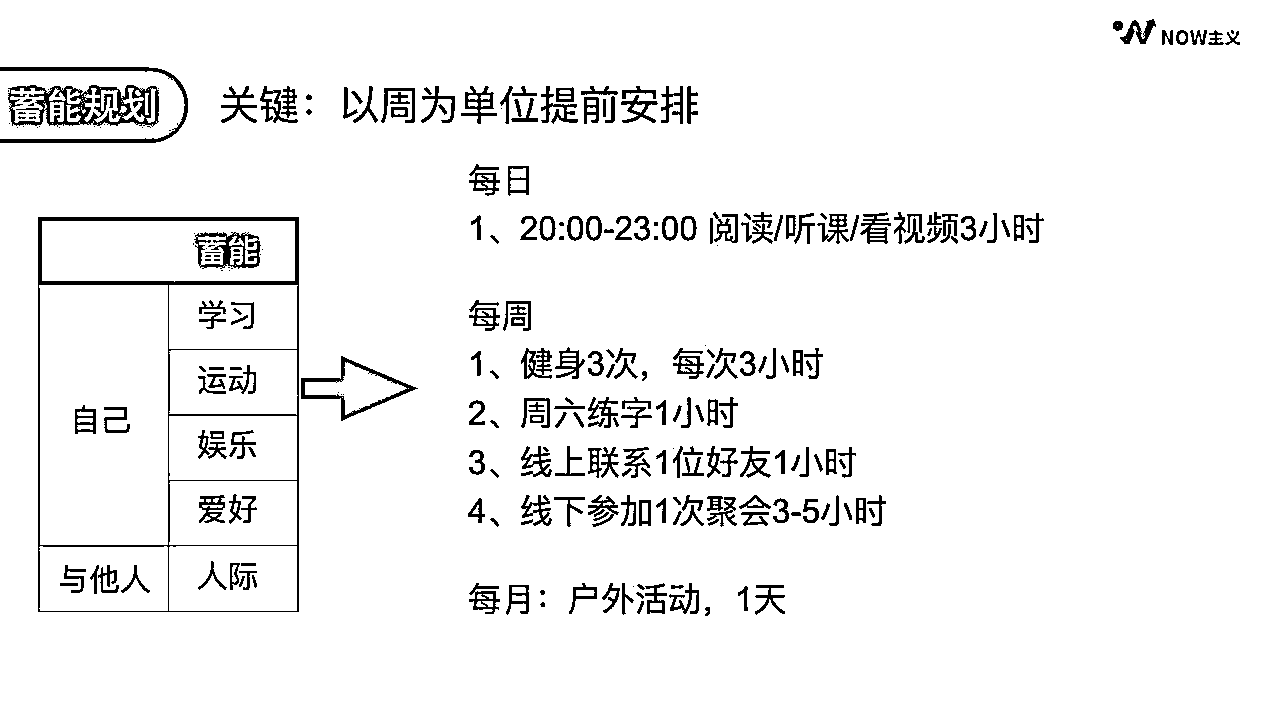 NOW主义
蓄能规划
关键：以周为单位提前安排
蓄能
自己
学习
运动
娱乐
爱好
与他人
人际
每日
1、20:00-23:00 阅读/听课/看视频3小时
每周
1、健身3次，每次3小时
2、周六练字1小时
3、线上联系1位好友1小时
4、线下参加1次聚会3-5小时
每月：户外活动，1天